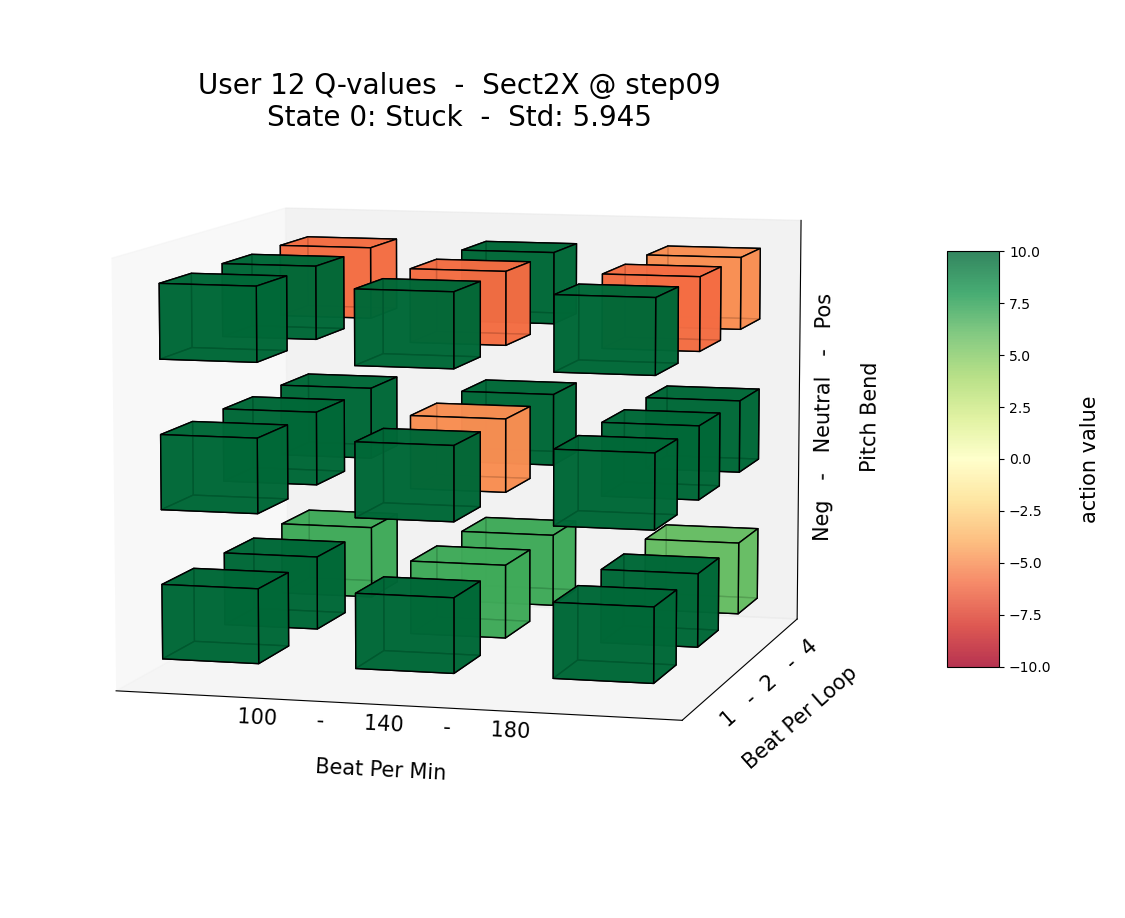 User 12 Q-values - Sect2X @ step09
State 0: Stuck - Std: 5.945
Neg - Neutral - Pos
Pitch Bend
1 - 2 - 4
Beat Per Loop
100 - 140 - 180
Beat Per Min
10.0
7.5
5.0
2.5
0.0
−2.5
−5.0
−7.5
−10.0
action value